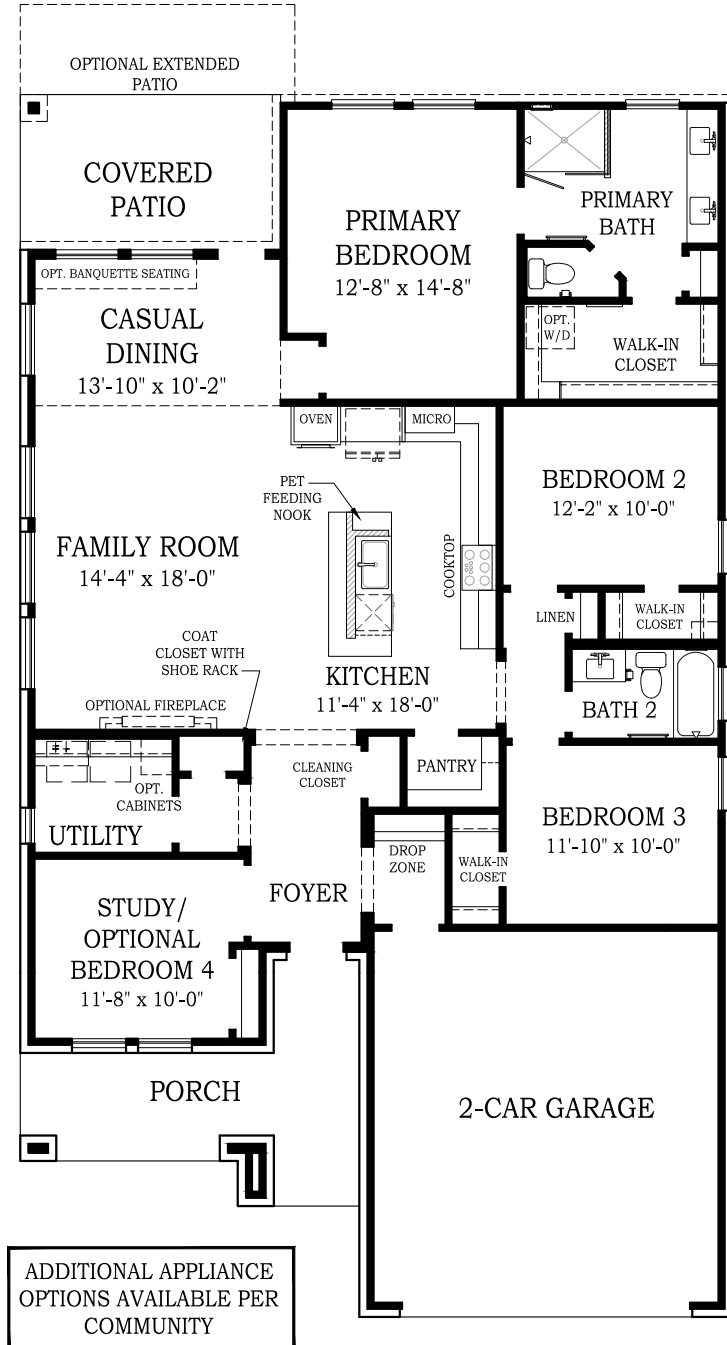 OPTIONAL EXTENDED
PATIO
COVERED
PATIO
PRIMARY
BEDROOM
12'-8" x 14'-8"
PRIMARY
BATH
OPT. BANQUETTE SEATING
CASUAL
DINING
13'-10" x 10'-2"
OPT.
W/D
WALK-IN
CLOSET
OVEN
MICRO
PET
FEEDING
NOOK
COOKTOP
BEDROOM 2
12'-2" x 10'-0"
FAMILY ROOM
14'-4" x 18'-0"
LINEN
WALK-IN
CLOSET
COAT
CLOSET WITH
SHOE RACK
KITCHEN
11'-4" x 18'-0"
BATH 2
OPTIONAL FIREPLACE
OPT.
CABINETS
UTILITY
CLEANING
CLOSET
PANTRY
BEDROOM 3
11'-10" x 10'-0"
DROP
ZONE
WALK-IN
CLOSET
FOYER
STUDY/
OPTIONAL
BEDROOM 4
11'-8" x 10'-0"
PORCH
2-CAR GARAGE
ADDITIONAL APPLIANCE
OPTIONS AVAILABLE PER
COMMUNITY